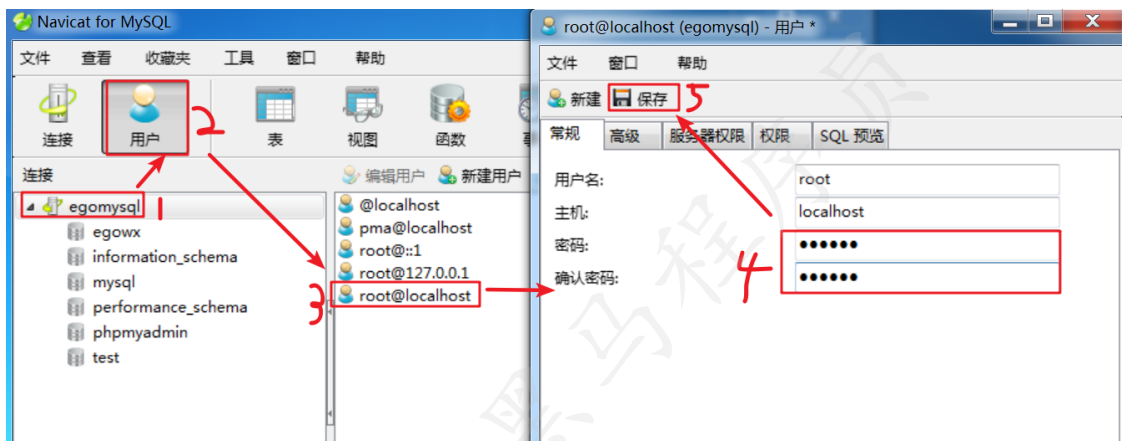 Navicat for MySQL
文件 查看 收藏夹 工具 窗口 帮助
连接 用户 2 表 视图 函数
连接
编辑用户 新建用户
egomysql 1
egowx
information_schema
mysql
performance_schema
phpmyadmin
test
@localhost
pma@localhost
root@::1
root@127.0.0.1
3 root@localhost
root@localhost (egomysql) - 用户 *
文件 窗口 帮助
新建 保存 5
常规 高级 服务器权限 权限 SQL 预览
用户名: root
主机: localhost
密码: ●●●●●●
4
确认密码: ●●●●●●
黑马程序员